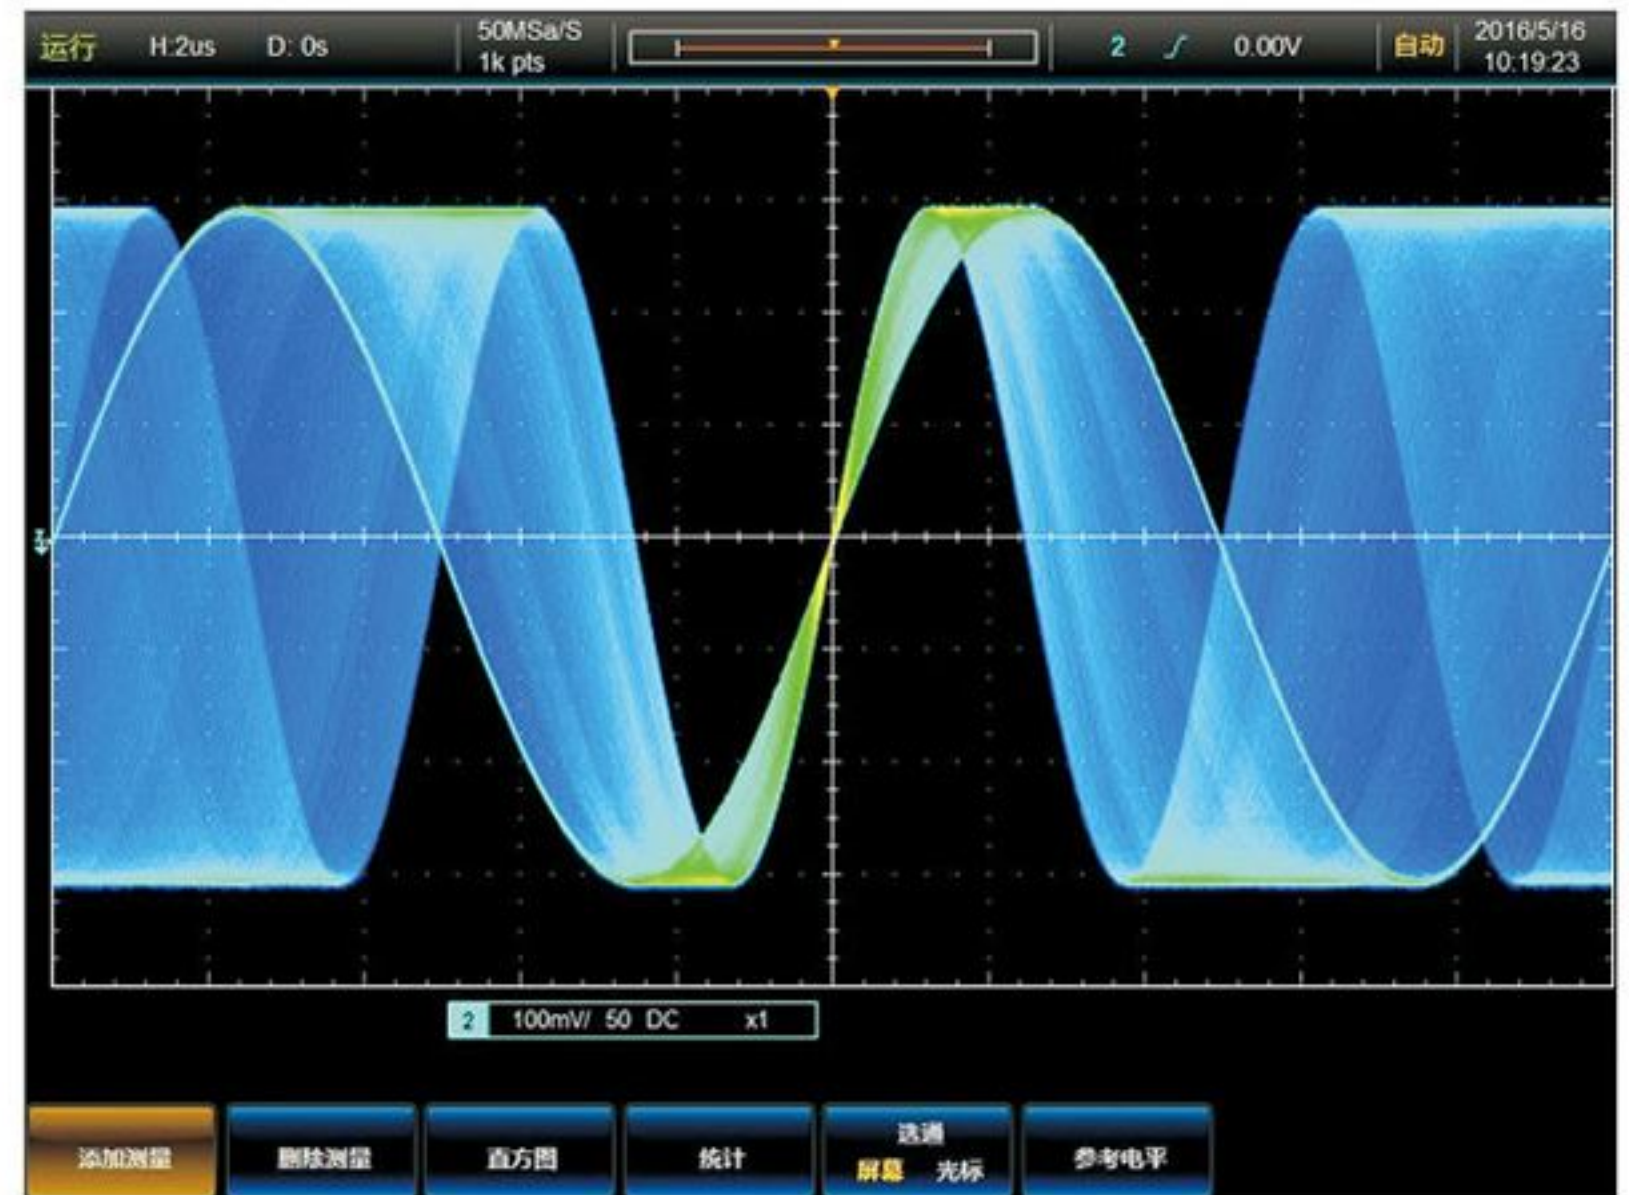 运行 H:2us D: 0s 50MSa/S 2 0.00V 自动 2016/5/16
1k pts 10:19:23
2 100mV/ 50 DC x1
添加测量 删除测量 直方图 统计 选通 参考电平
屏幕 光标